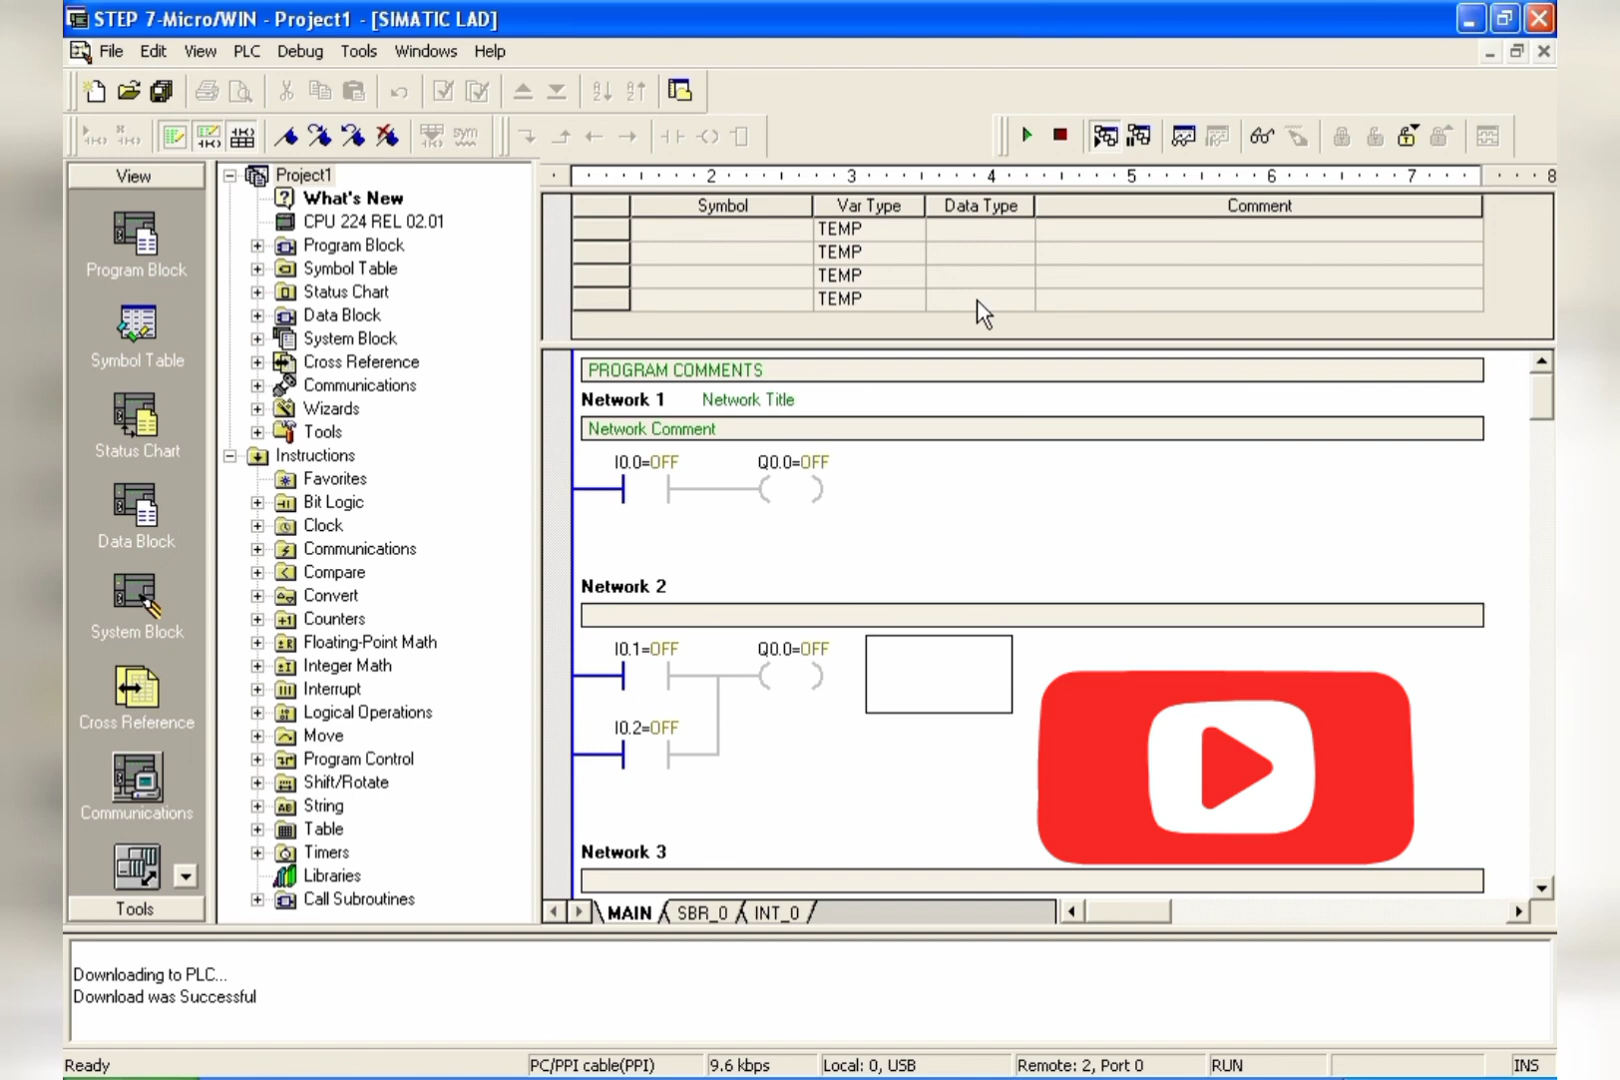 STEP 7-Micro/WIN - Project1 - [SIMATIC LAD]
File Edit View PLC Debug Tools Windows Help
sym
View
Program Block
Symbol Table
Status Chart
Data Block
System Block
Cross Reference
Communications
Tools
Project1
What's New
CPU 224 REL 02.01
Program Block
Symbol Table
Status Chart
Data Block
System Block
Cross Reference
Communications
Wizards
Tools
Instructions
Favorites
Bit Logic
Clock
Communications
Compare
Convert
Counters
Floating-Point Math
Integer Math
Interrupt
Logical Operations
Move
Program Control
Shift/Rotate
String
Table
Timers
Libraries
Call Subroutines
2 3 4 5 6 7 8
Symbol Var Type Data Type Comment
TEMP
TEMP
TEMP
TEMP
PROGRAM COMMENTS
Network 1 Network Title
Network Comment
I0.0=OFF Q0.0=OFF
Network 2
I0.1=OFF Q0.0=OFF
I0.2=OFF
Network 3
MAIN SBR_0 INT_0
Downloading to PLC...
Download was Successful
Ready PC/PPI cable(PPI) 9.6 kbps Local: 0, USB Remote: 2, Port 0 RUN INS